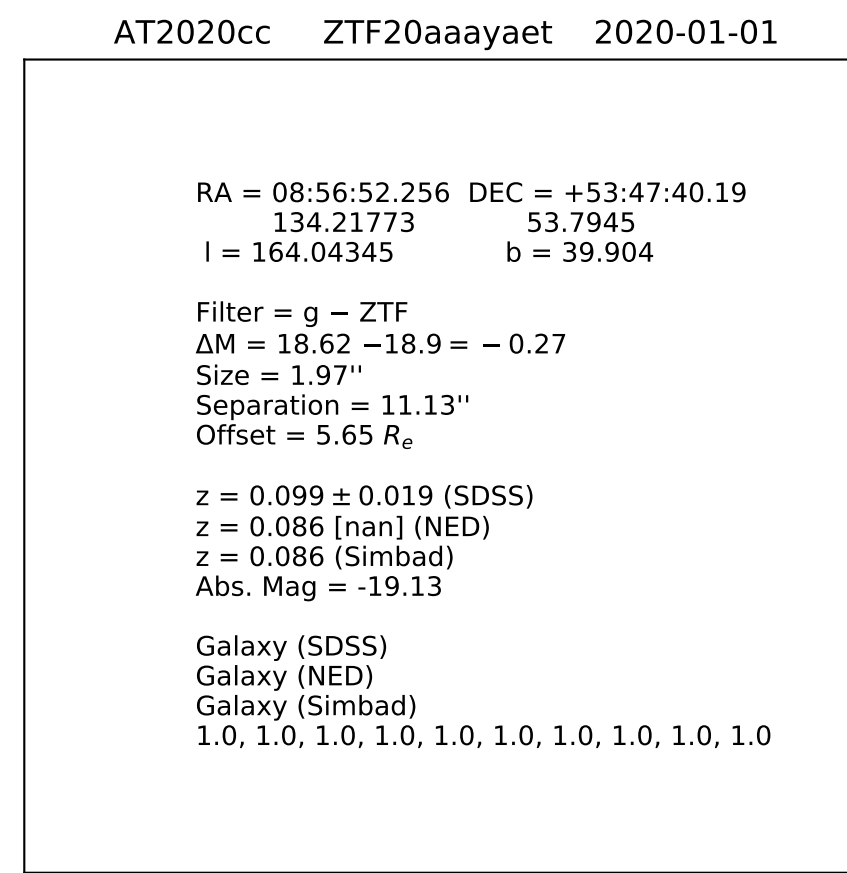 AT2020cc ZTF20aaayaet 2020-01-01
RA = 08:56:52.256 DEC = +53:47:40.19
134.21773 53.7945
l = 164.04345 b = 39.904
Filter = g − ZTF
ΔM = 18.62 −18.9 = − 0.27
Size = 1.97''
Separation = 11.13''
Offset = 5.65 Re
z = 0.099 ± 0.019 (SDSS)
z = 0.086 [nan] (NED)
z = 0.086 (Simbad)
Abs. Mag = -19.13
Galaxy (SDSS)
Galaxy (NED)
Galaxy (Simbad)
1.0, 1.0, 1.0, 1.0, 1.0, 1.0, 1.0, 1.0, 1.0, 1.0